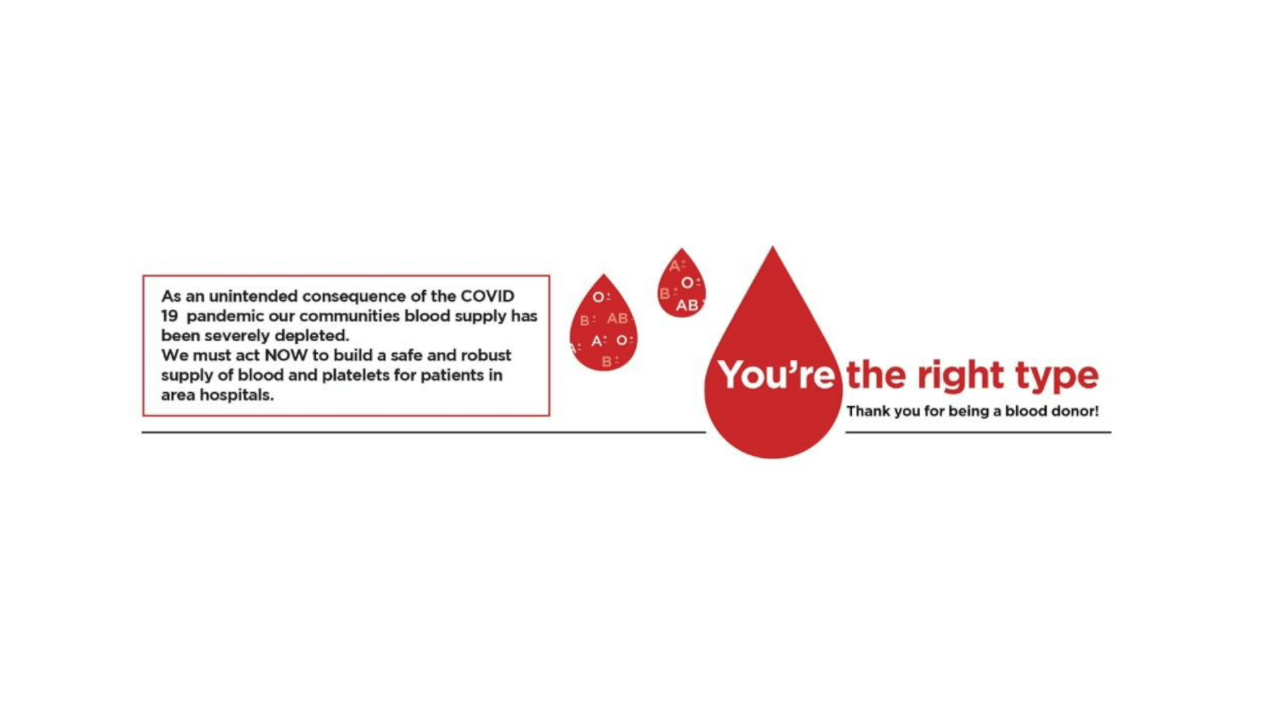 As an unintended consequence of the COVID
19 pandemic our communities blood supply has
been severely depleted.
We must act NOW to build a safe and robust
supply of blood and platelets for patients in
area hospitals.
O
B AB
A O
B
A
O
B
AB
You're the right type
Thank you for being a blood donor!